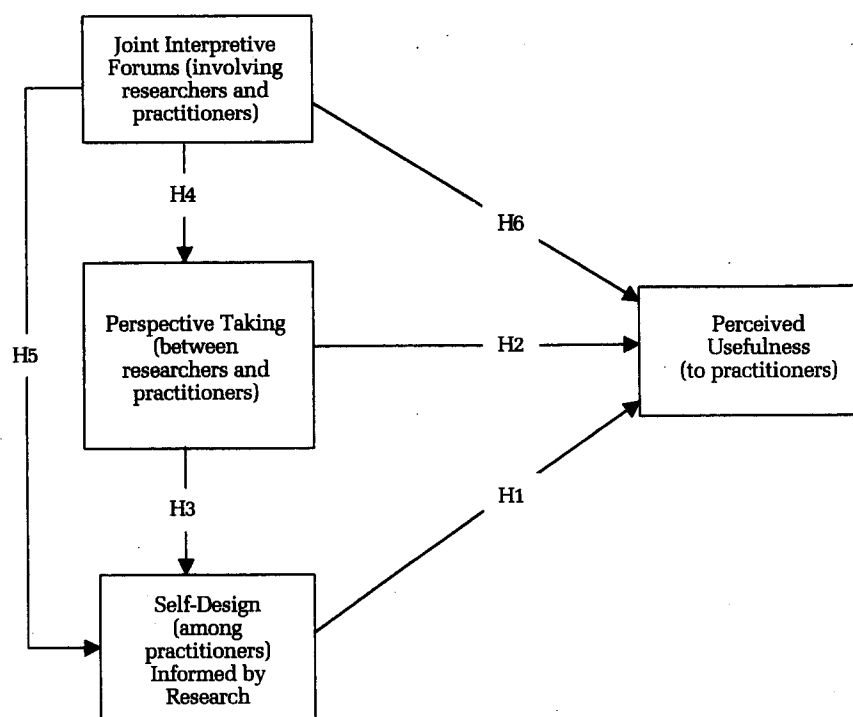 Joint Interpretive
Forums (involving
researchers and
practitioners)
H4
H6
Perspective Taking
(between
researchers and
practitioners)
H5
H2
Perceived
Usefulness
(to practitioners)
H3
H1
Self-Design
(among
practitioners)
Informed by
Research